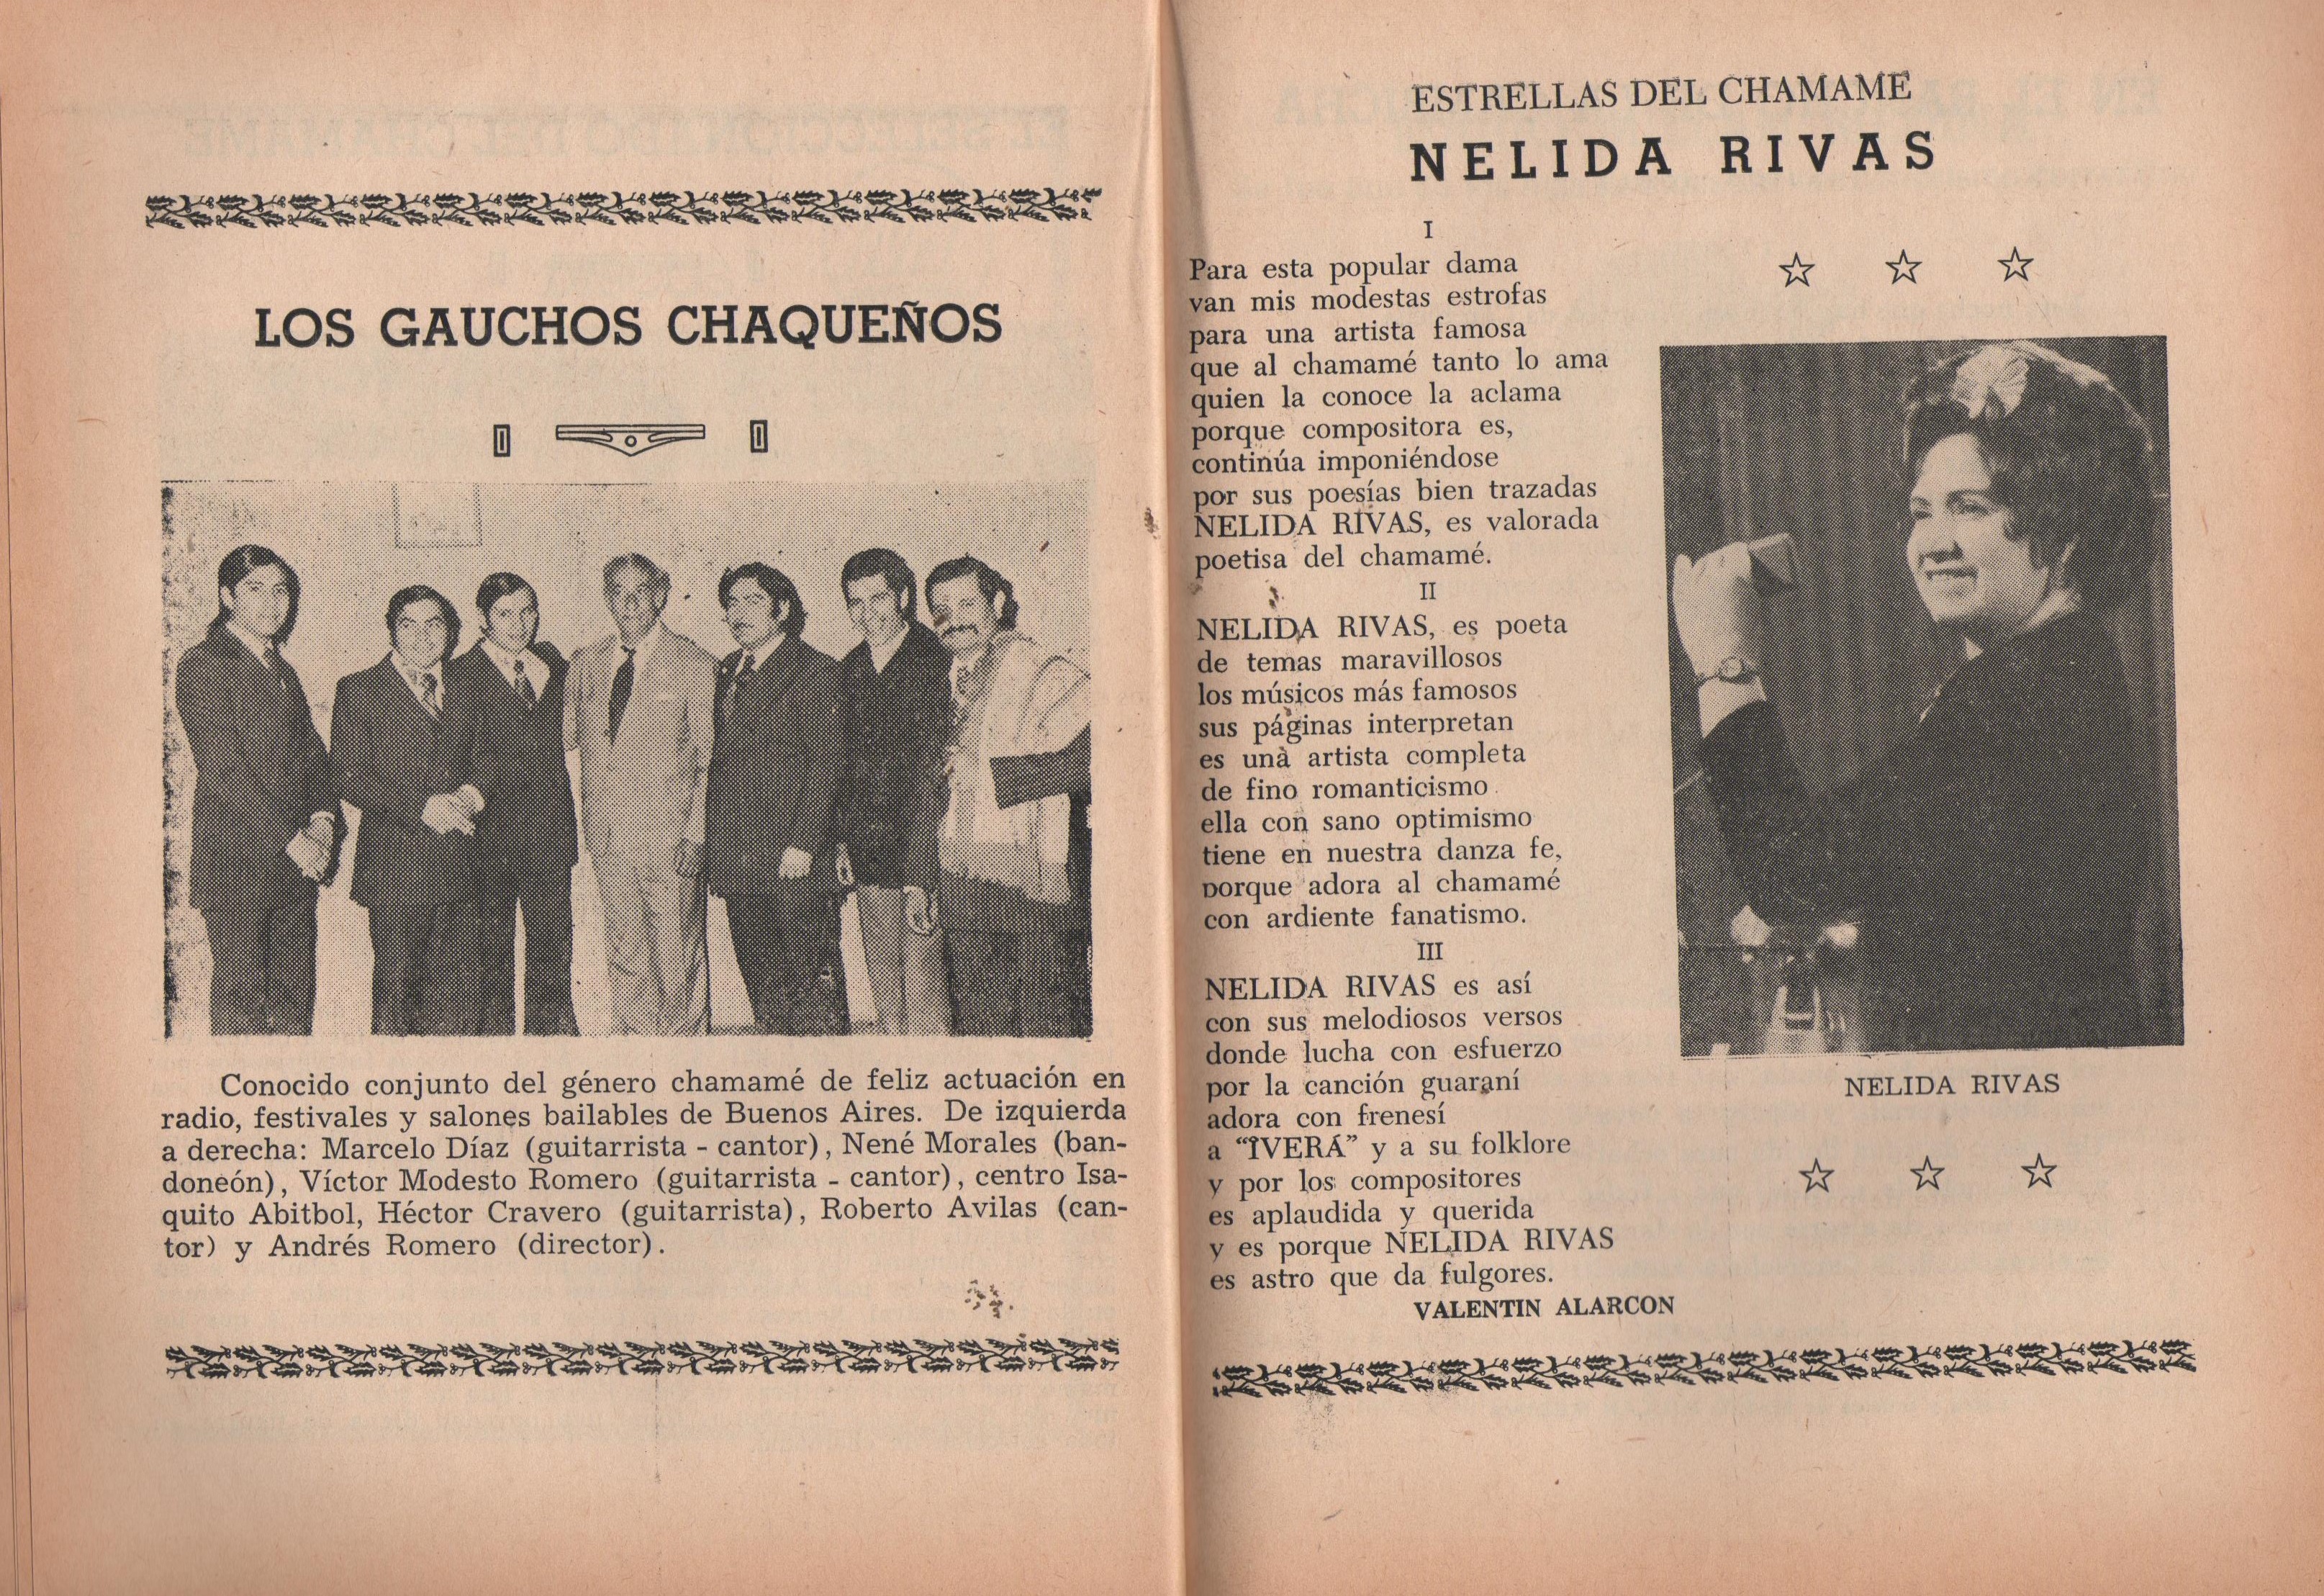 LOS GAUCHOS CHAQUEÑOS
Conocido conjunto del género chamamé de feliz actuación en
radio, festivales y salones bailables de Buenos Aires. De izquierda
a derecha: Marcelo Díaz (guitarrista - cantor), Nené Morales (ban-
doneón), Víctor Modesto Romero (guitarrista - cantor), centro Isa-
quito Abitbol, Héctor Cravero (guitarrista), Roberto Avilas (can-
tor) y Andrés Romero (director).
ESTRELLAS DEL CHAMAME
NELIDA RIVAS
I
Para esta popular dama
van mis modestas estrofas
para una artista famosa
que al chamamé tanto lo ama
quien la conoce la aclama
porque compositora es,
continúa imponiéndose
por sus poesías bien trazadas
NELIDA RIVAS, es valorada
poetisa del chamamé.
II
NELIDA RIVAS, es poeta
de temas maravillosos
los músicos más famosos
sus páginas interpretan
es una artista completa
de fino romanticismo
ella con sano optimismo
tiene en nuestra danza fe,
porque adora al chamamé
con ardiente fanatismo.
III
NELIDA RIVAS es así
con sus melodiosos versos
donde lucha con esfuerzo
por la canción guaraní
adora con frenesí
a “ÎVERÁ” y a su folklore
y por los compositores
es aplaudida y querida
y es porque NELIDA RIVAS
es astro que da fulgores.
VALENTIN ALARCON
NELIDA RIVAS